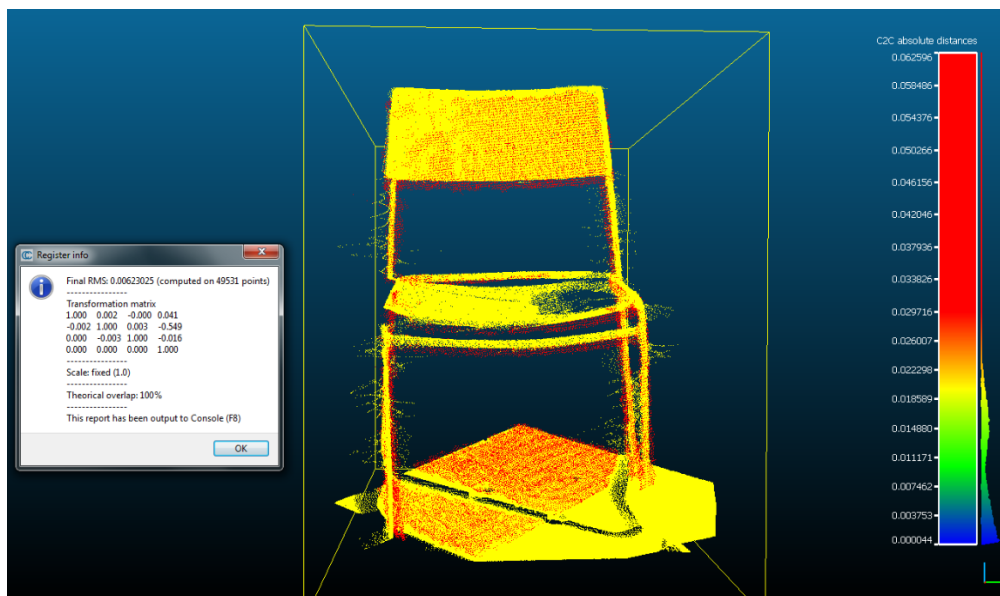 C2C absolute distances
0.062596
0.058486
0.054376
0.050266
0.046156
0.042046
0.037936
0.033826
0.029716
0.026007
0.022298
0.018589
0.014880
0.011171
0.007462
0.003753
0.000044
Register info
Final RMS: 0.00623025 (computed on 49531 points)
----------------
Transformation matrix
1.000 0.002 -0.000 0.041
-0.002 1.000 0.003 -0.549
0.000 -0.003 1.000 -0.016
0.000 0.000 0.000 1.000
----------------
Scale: fixed (1.0)
----------------
Theorical overlap: 100%
----------------
This report has been output to Console (F8)
OK